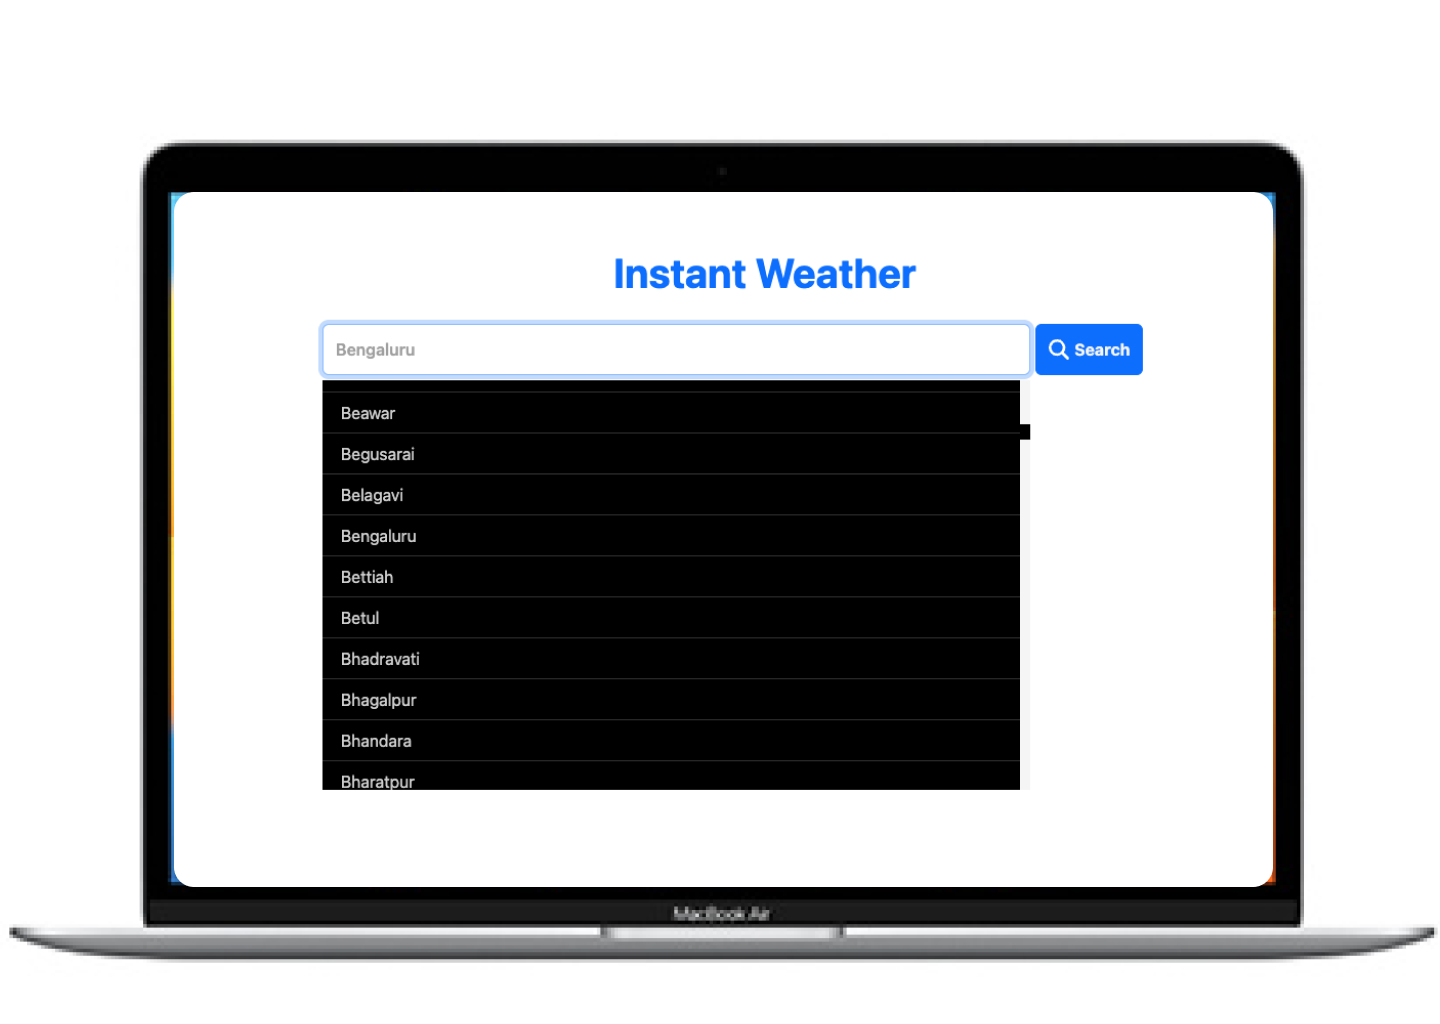 Instant Weather
Bengaluru
Search
Beawar
Begusarai
Belagavi
Bengaluru
Bettiah
Betul
Bhadravati
Bhagalpur
Bhandara
Bharatpur
MacBook Air